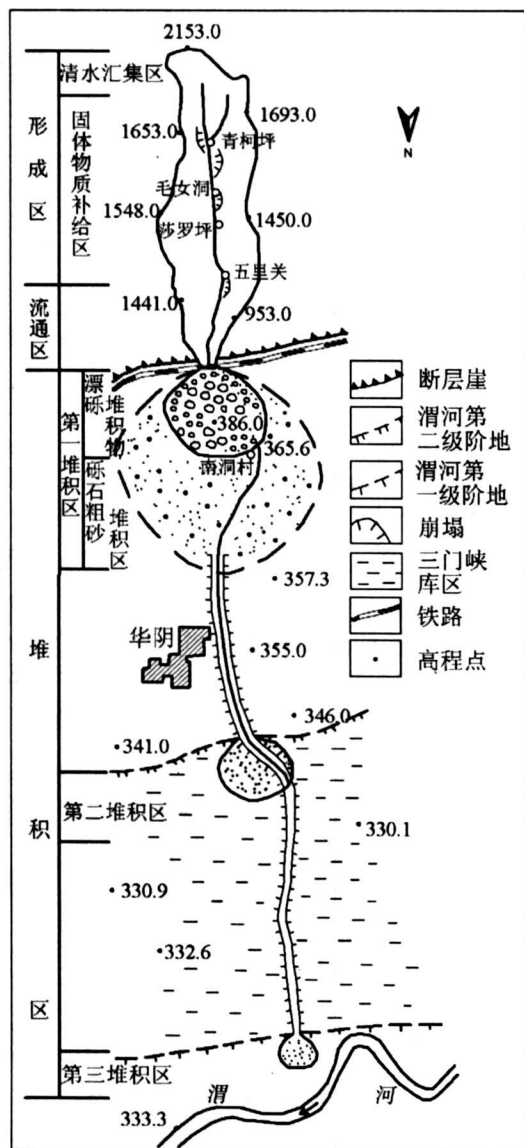 2153.0
清水汇集区
形成区
固体物质补给区
1693.0
1653.0
青柯坪
毛女洞
1548.0
莎罗坪
1450.0
五里关
流通区
1441.0
953.0
N
第一堆积区
漂砾堆积物
386.0
365.6
南洞村
砾石粗砂堆积区
357.3
华阴
355.0
346.0
341.0
堆积区
第二堆积区
330.1
330.9
332.6
第三堆积区
渭河
333.3
断层崖
渭河第
二级阶地
渭河第
一级阶地
崩塌
三门峡
库区
铁路
高程点